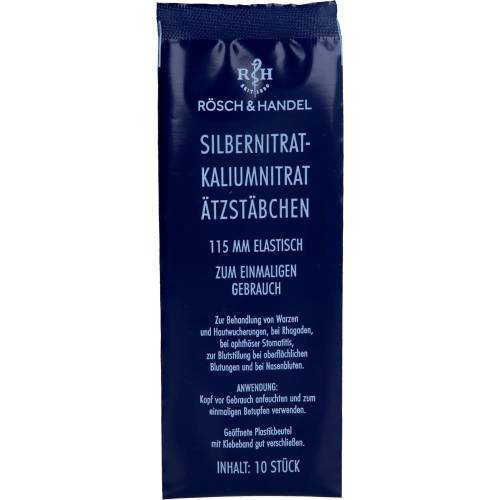 R H
SEIT 1880
RÖSCH & HANDEL
SILBERNITRAT-
KALIUMNITRAT
ÄTZSTÄBCHEN
115 MM ELASTISCH
ZUM EINMALIGEN
GEBRAUCH
Zur Behandlung von Warzen
und Hautwucherungen, bei Rhagaden,
bei aphthöser Stomatitis,
zur Blutstillung bei oberflächlichen
Blutungen und bei Nasenbluten.
ANWENDUNG:
Kopf vor Gebrauch anfeuchten und zum
einmaligen Betupfen verwenden.
Geöffnete Plastikbeutel
mit Klebeband gut verschließen.
INHALT: 10 STÜCK